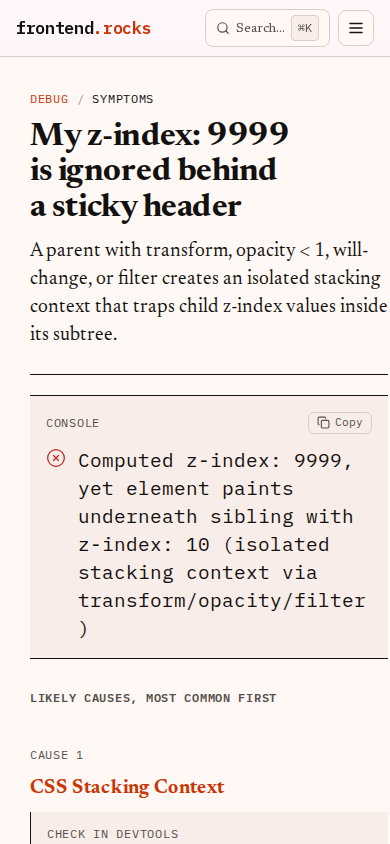 frontend.rocks
Search... ⌘K
DEBUG / SYMPTOMS
My z-index: 9999
is ignored behind
a sticky header
A parent with transform, opacity < 1, will-
change, or filter creates an isolated stacking
context that traps child z-index values inside
its subtree.
CONSOLE
Copy
Computed z-index: 9999,
yet element paints
underneath sibling with
z-index: 10 (isolated
stacking context via
transform/opacity/filter
)
LIKELY CAUSES, MOST COMMON FIRST
CAUSE 1
CSS Stacking Context
CHECK IN DEVTOOLS